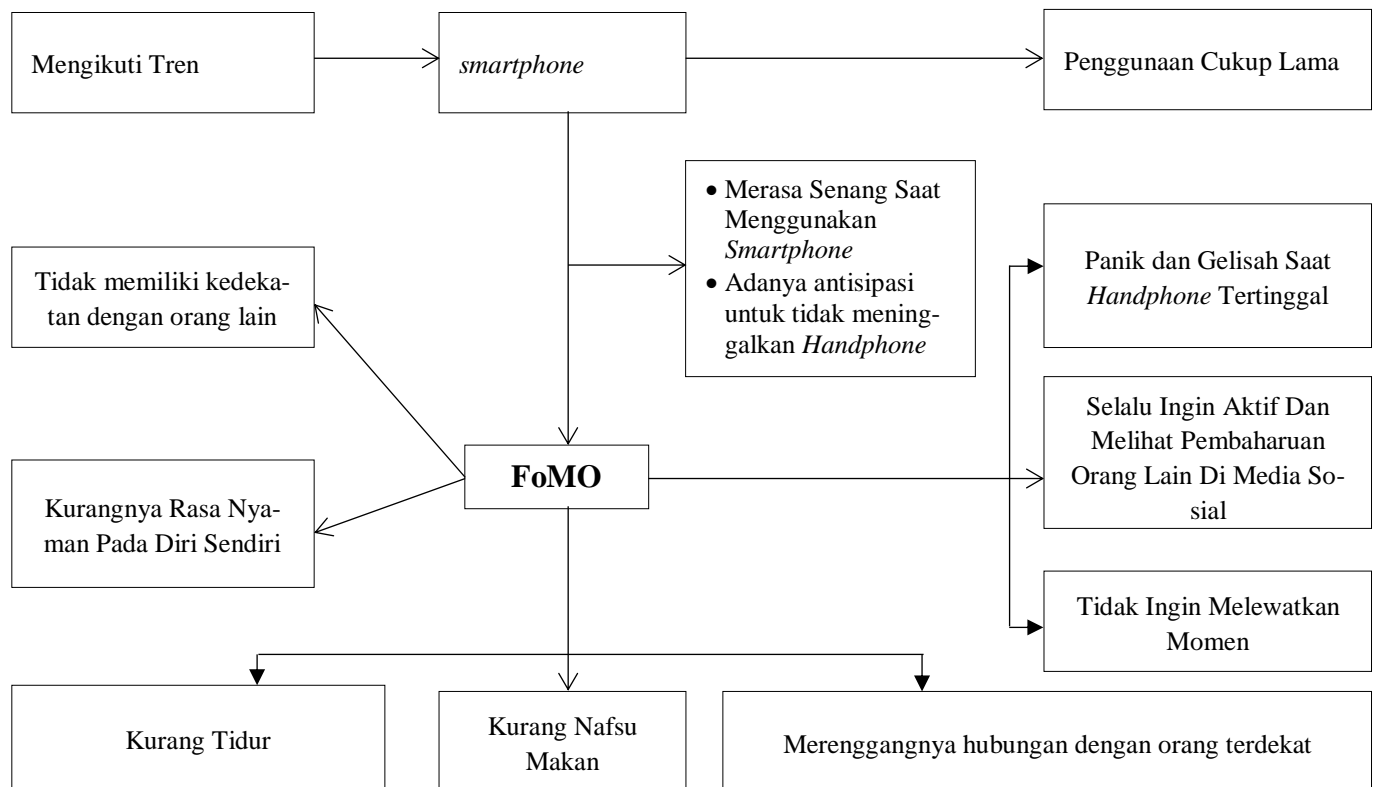 Mengikuti Tren
smartphone
Penggunaan Cukup Lama
• Merasa Senang Saat
Menggunakan
Smartphone
• Adanya antisipasi
untuk tidak mening-
galkan Handphone
Tidak memiliki kedeka-
tan dengan orang lain
Panik dan Gelisah Saat
Handphone Tertinggal
Selalu Ingin Aktif Dan
Melihat Pembaharuan
Orang Lain Di Media So-
sial
FoMO
Kurangnya Rasa Nya-
man Pada Diri Sendiri
Tidak Ingin Melewatkan
Momen
Kurang Tidur
Kurang Nafsu
Makan
Merenggangnya hubungan dengan orang terdekat